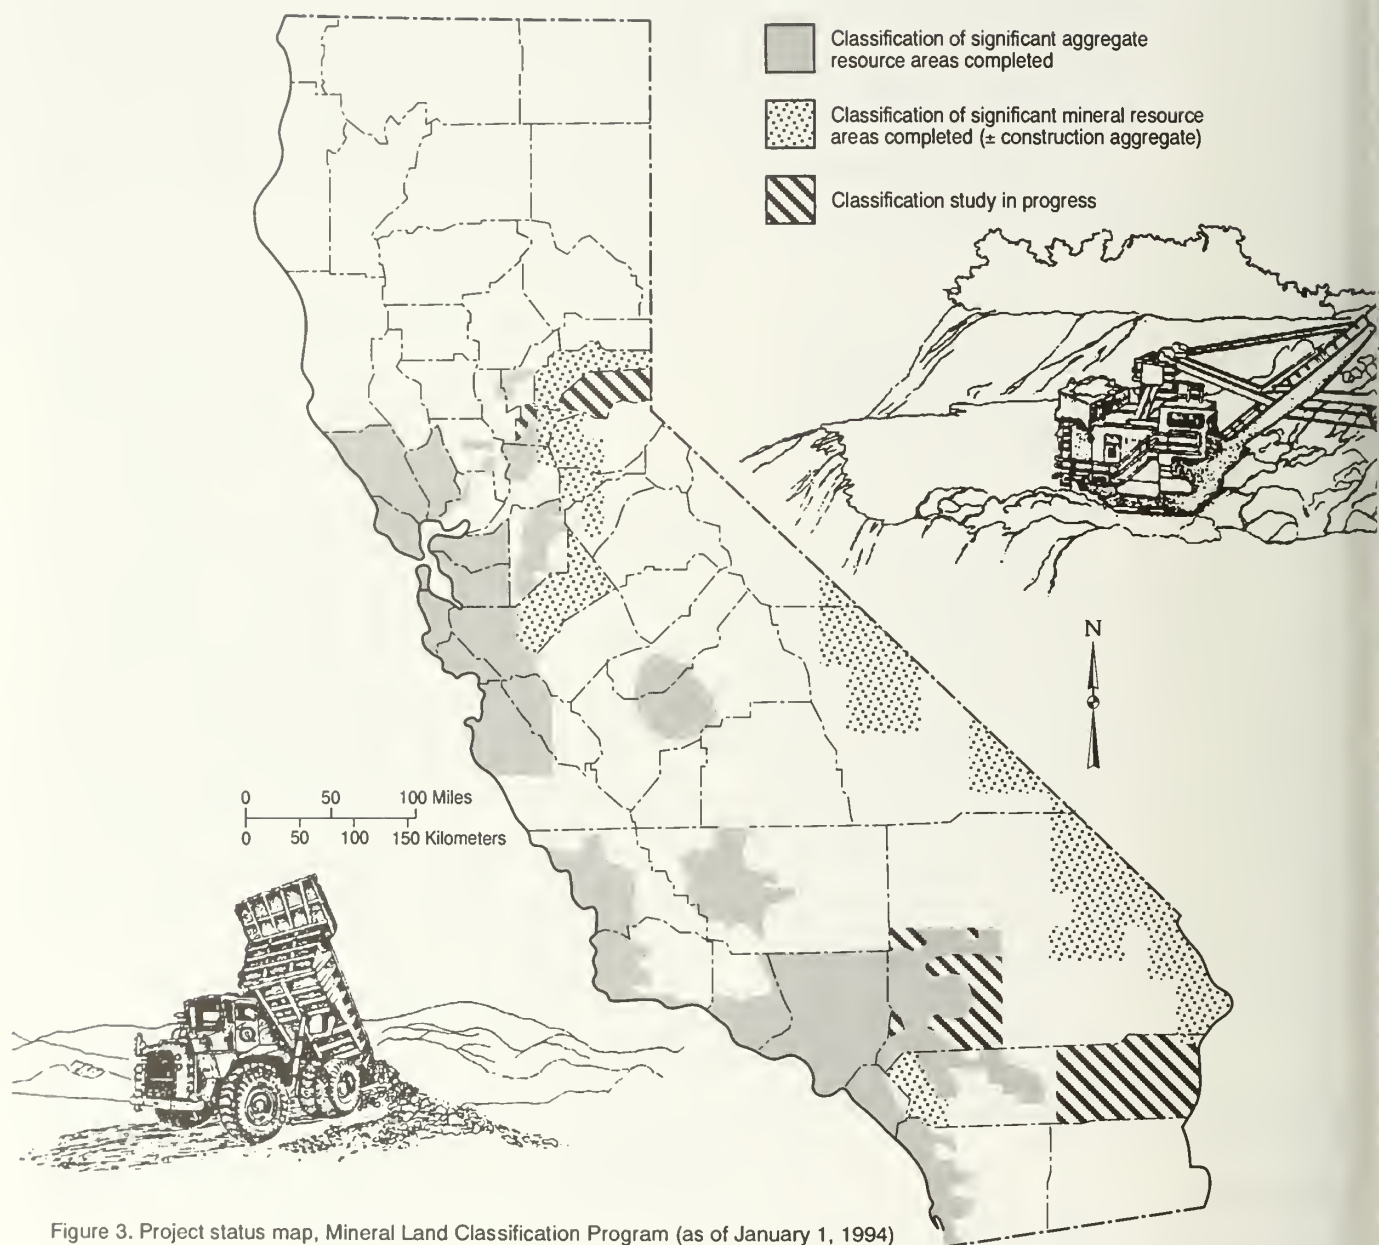 Classification of significant aggregate
resource areas completed
Classification of significant mineral resource
areas completed (± construction aggregate)
Classification study in progress
N
0 50 100 Miles
0 50 100 150 Kilometers
Figure 3. Project status map, Mineral Land Classification Program (as of January 1, 1994)